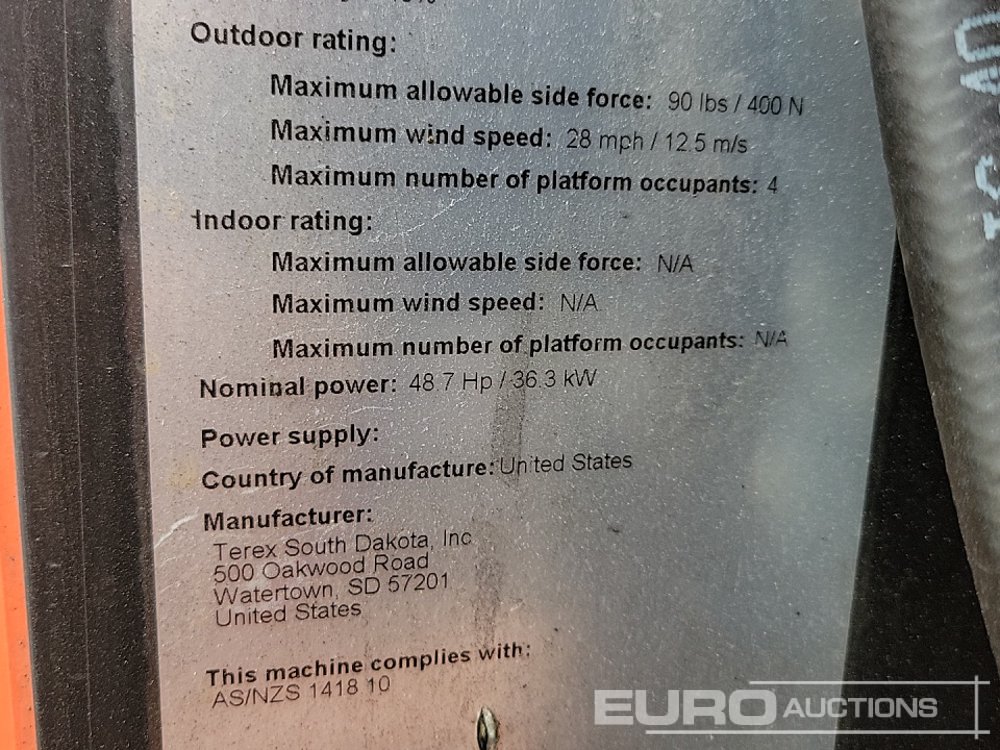 Outdoor rating:
Maximum allowable side force: 90 lbs / 400 N
Maximum wind speed: 28 mph / 12.5 m/s
Maximum number of platform occupants: 4
Indoor rating:
Maximum allowable side force: N/A
Maximum wind speed: N/A
Maximum number of platform occupants: N/A
Nominal power: 48.7 Hp / 36.3 kW
Power supply:
Country of manufacture: United States
Manufacturer:
Terex South Dakota, Inc
500 Oakwood Road
Watertown, SD 57201
United States
This machine complies with:
AS/NZS 1418.10
EURO AUCTIONS